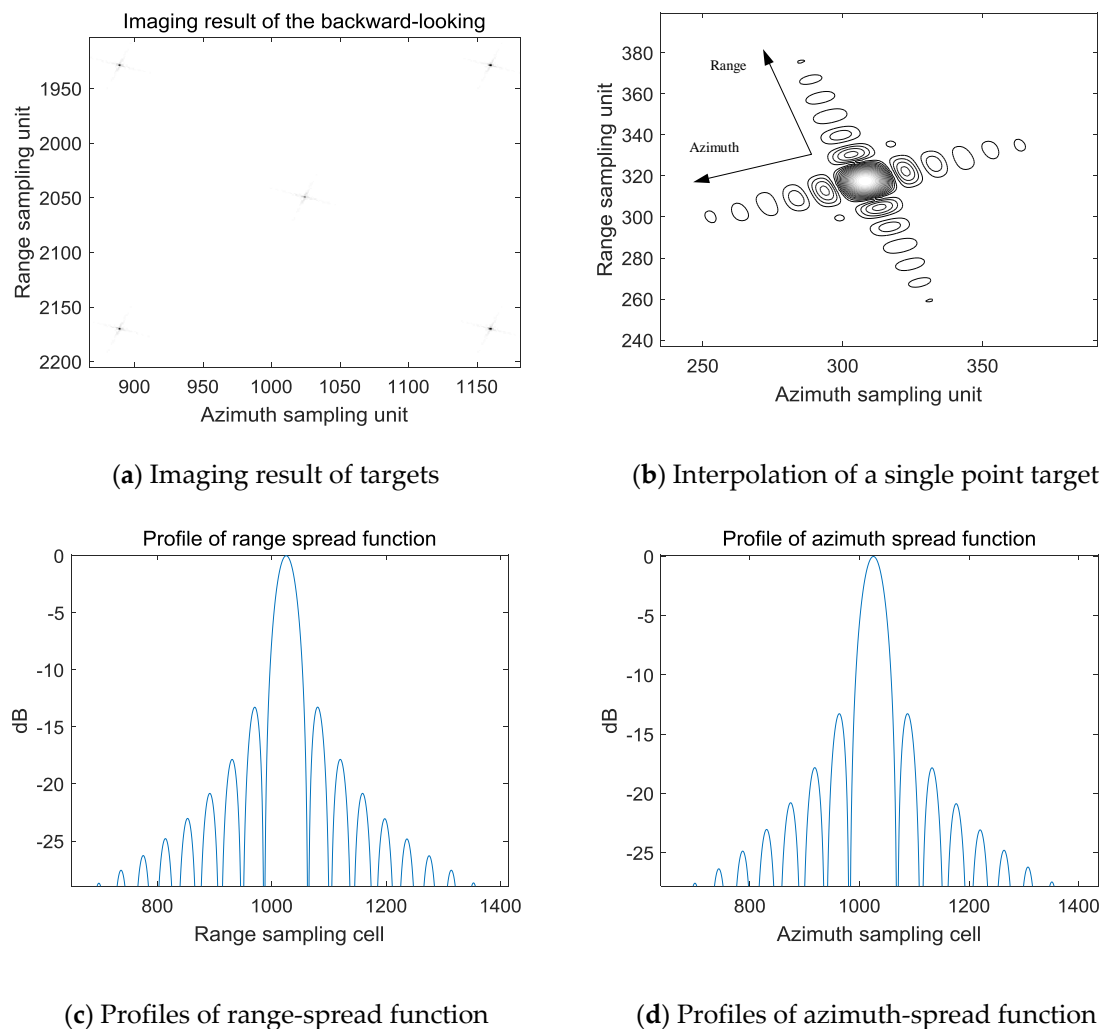 Imaging result of the backward-looking
Range sampling unit
1950
2000
2050
2100
2150
2200
900
950
1000
1050
1100
1150
Azimuth sampling unit
(a) Imaging result of targets
Range sampling unit
380
360
340
320
300
280
260
240
Range
Azimuth
250
300
350
Azimuth sampling unit
(b) Interpolation of a single point target
Profile of range spread function
dB
0
-5
-10
-15
-20
-25
800
1000
1200
1400
Range sampling cell
(c) Profiles of range-spread function
Profile of azimuth spread function
dB
0
-5
-10
-15
-20
-25
800
1000
1200
1400
Azimuth sampling cell
(d) Profiles of azimuth-spread function